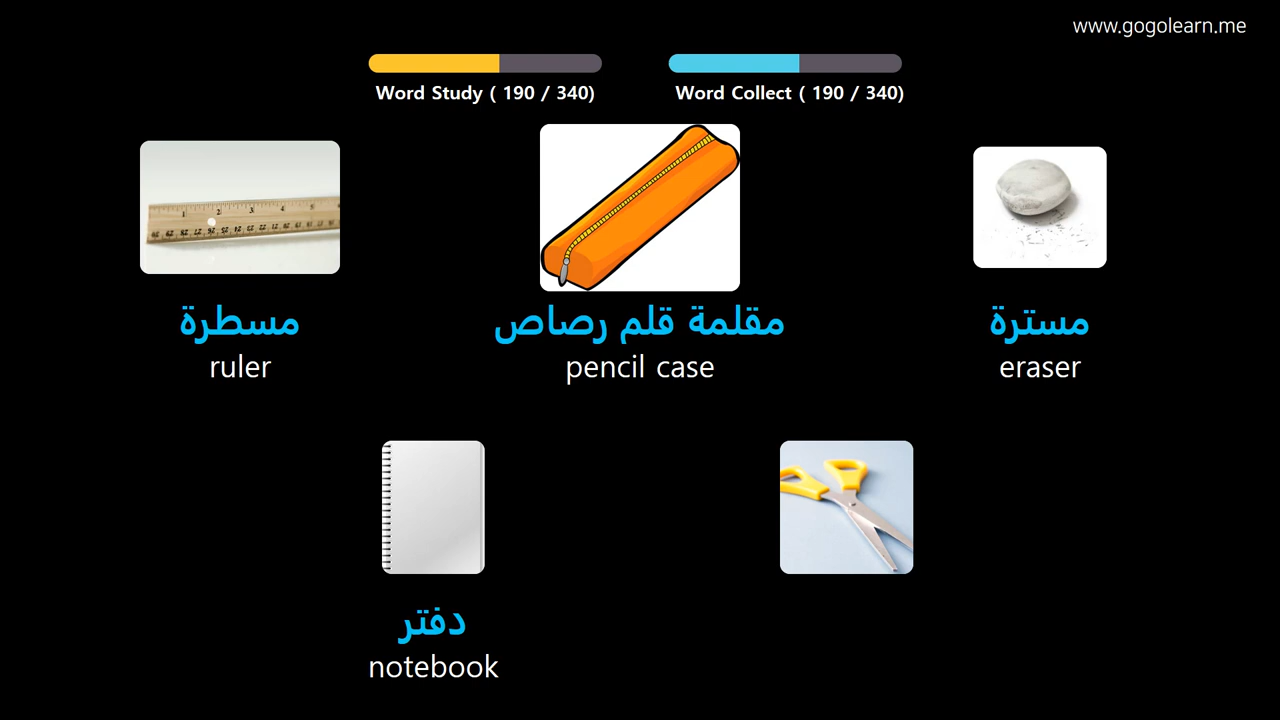 www.gogolearn.me
Word Study ( 190 / 340)
Word Collect ( 190 / 340)
مسطرة
ruler
مقلمة قلم رصاص
pencil case
مسترة
eraser
دفتر
notebook